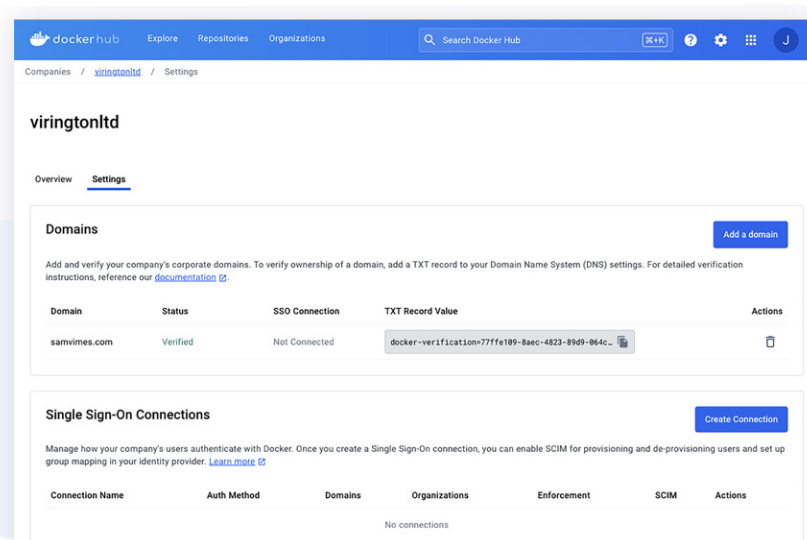 dockerhub Explore Repositories Organizations Search Docker Hub ⌘+K ? J
Companies / viringtonltd / Settings
viringtonltd
Overview Settings
Domains
Add a domain
Add and verify your company's corporate domains. To verify ownership of a domain, add a TXT record to your Domain Name System (DNS) settings. For detailed verification
instructions, reference our documentation.
Domain Status SSO Connection TXT Record Value Actions
samvimes.com Verified Not Connected docker-verification=77ffe109-8aec-4823-89d9-064c…
Single Sign-On Connections
Create Connection
Manage how your company's users authenticate with Docker. Once you create a Single Sign-On connection, you can enable SCIM for provisioning and de-provisioning users and set up
group mapping in your identity provider. Learn more
Connection Name Auth Method Domains Organizations Enforcement SCIM Actions
No connections